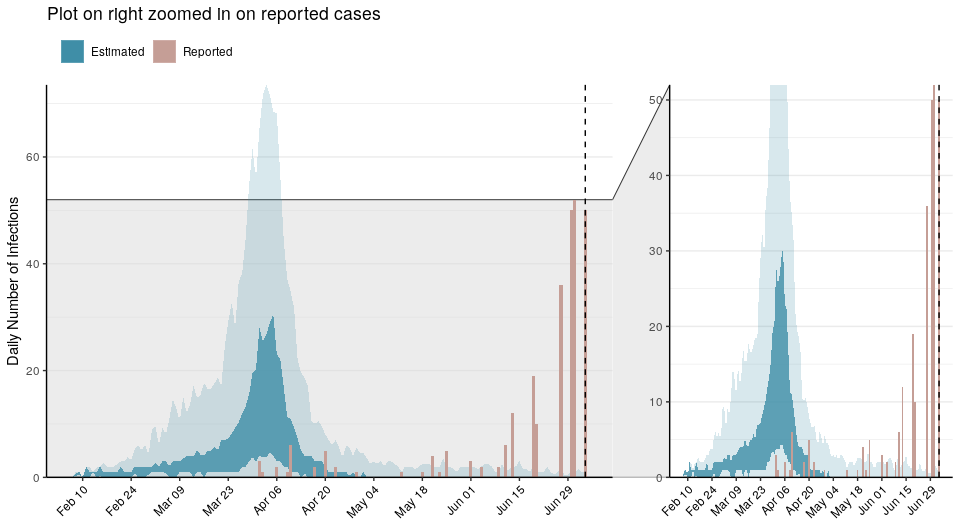 Plot on right zoomed in on reported cases
Estimated Reported
Daily Number of Infections
60
40
20
0
Feb 10 Feb 24 Mar 09 Mar 23 Apr 06 Apr 20 May 04 May 18 Jun 01 Jun 15 Jun 29
50
40
30
20
10
0
Feb 10 Feb 24 Mar 09 Mar 23 Apr 06 Apr 20 May 04 May 18 Jun 01 Jun 15 Jun 29